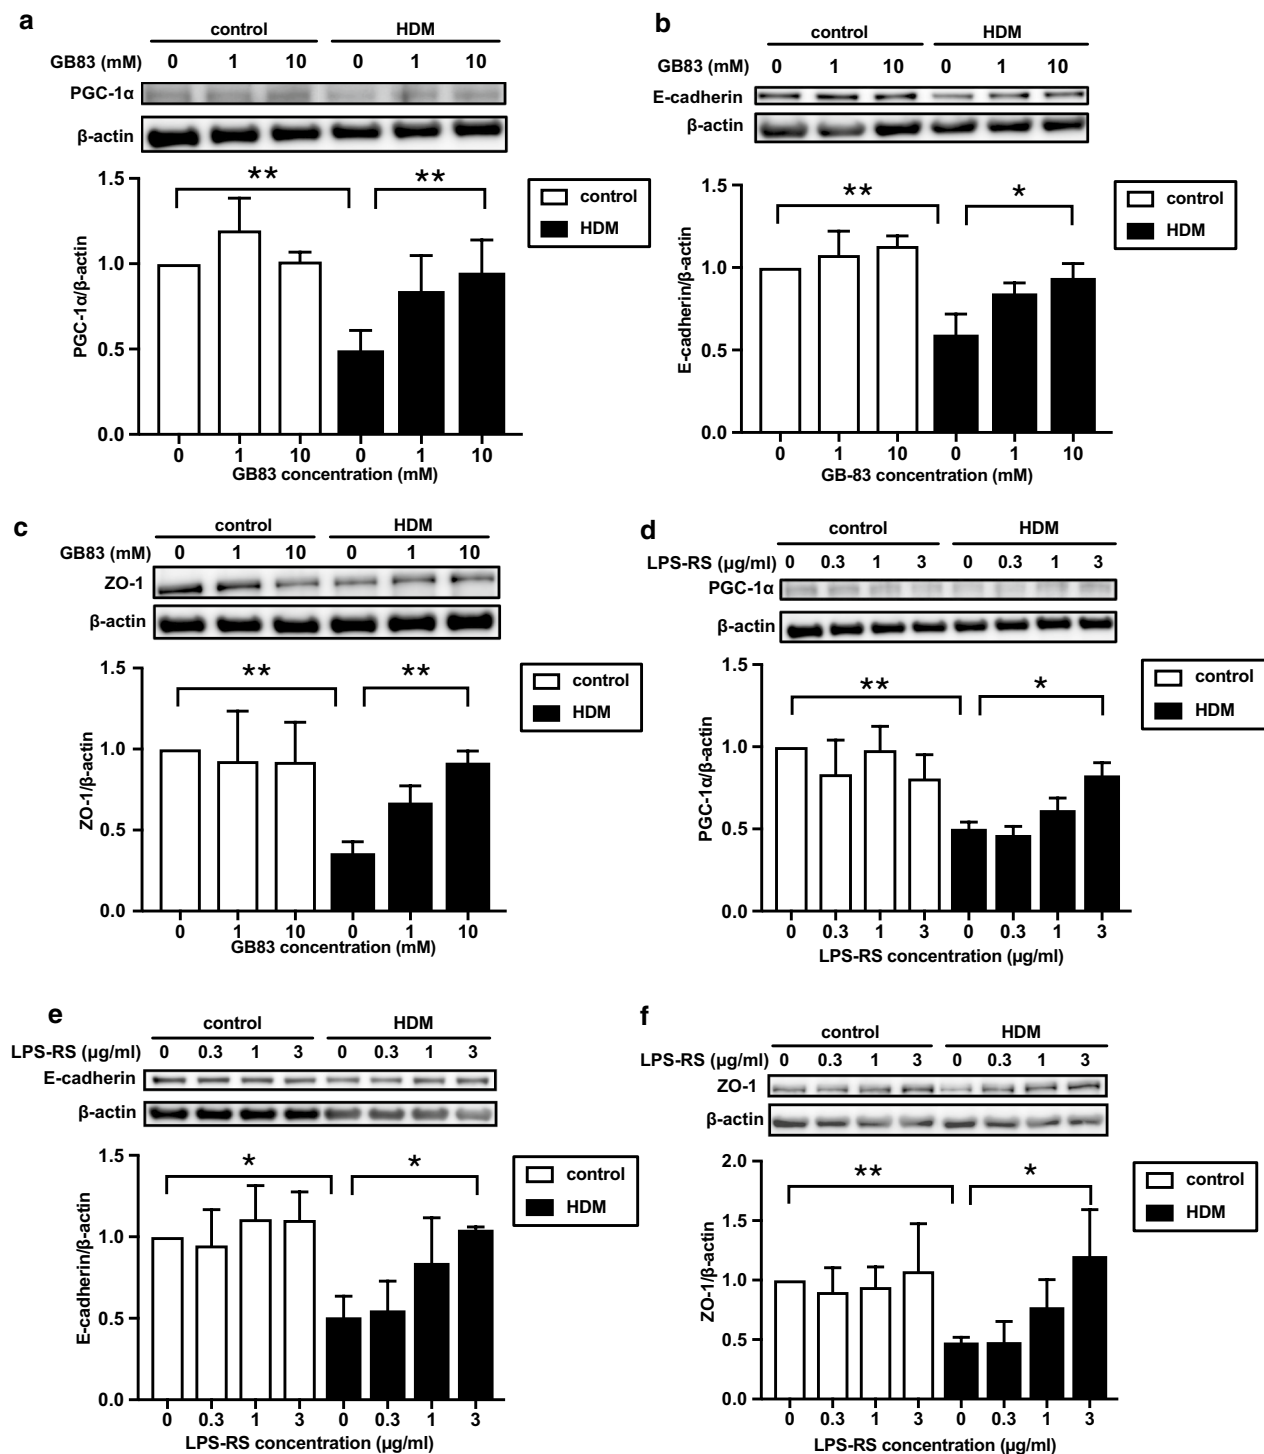 a
control HDM
GB83 (mM) 0 1 10 0 1 10
PGC-1α
β-actin
** **
1.5
1.0
0.5
0.0
PGC-1α/β-actin
control
HDM
0 1 10 0 1 10
GB83 concentration (mM)
b
control HDM
GB83 (mM) 0 1 10 0 1 10
E-cadherin
β-actin
** *
1.5
1.0
0.5
0.0
E-cadherin/β-actin
control
HDM
0 1 10 0 1 10
GB-83 concentration (mM)
c
control HDM
GB83 (mM) 0 1 10 0 1 10
ZO-1
β-actin
** **
1.5
1.0
0.5
0.0
ZO-1/β-actin
control
HDM
0 1 10 0 1 10
GB83 concentration (mM)
d
control HDM
LPS-RS (µg/ml) 0 0.3 1 3 0 0.3 1 3
PGC-1α
β-actin
** *
1.5
1.0
0.5
0.0
PGC-1α/β-actin
control
HDM
0 0.3 1 3 0 0.3 1 3
LPS-RS concentration (µg/ml)
e
control HDM
LPS-RS (µg/ml) 0 0.3 1 3 0 0.3 1 3
E-cadherin
β-actin
* *
1.5
1.0
0.5
0.0
E-cadherin/β-actin
control
HDM
0 0.3 1 3 0 0.3 1 3
LPS-RS concentration (µg/ml)
f
control HDM
LPS-RS (µg/ml) 0 0.3 1 3 0 0.3 1 3
ZO-1
β-actin
** *
2.0
1.5
1.0
0.5
0.0
ZO-1/β-actin
control
HDM
0 0.3 1 3 0 0.3 1 3
LPS-RS concentration (µg/ml)